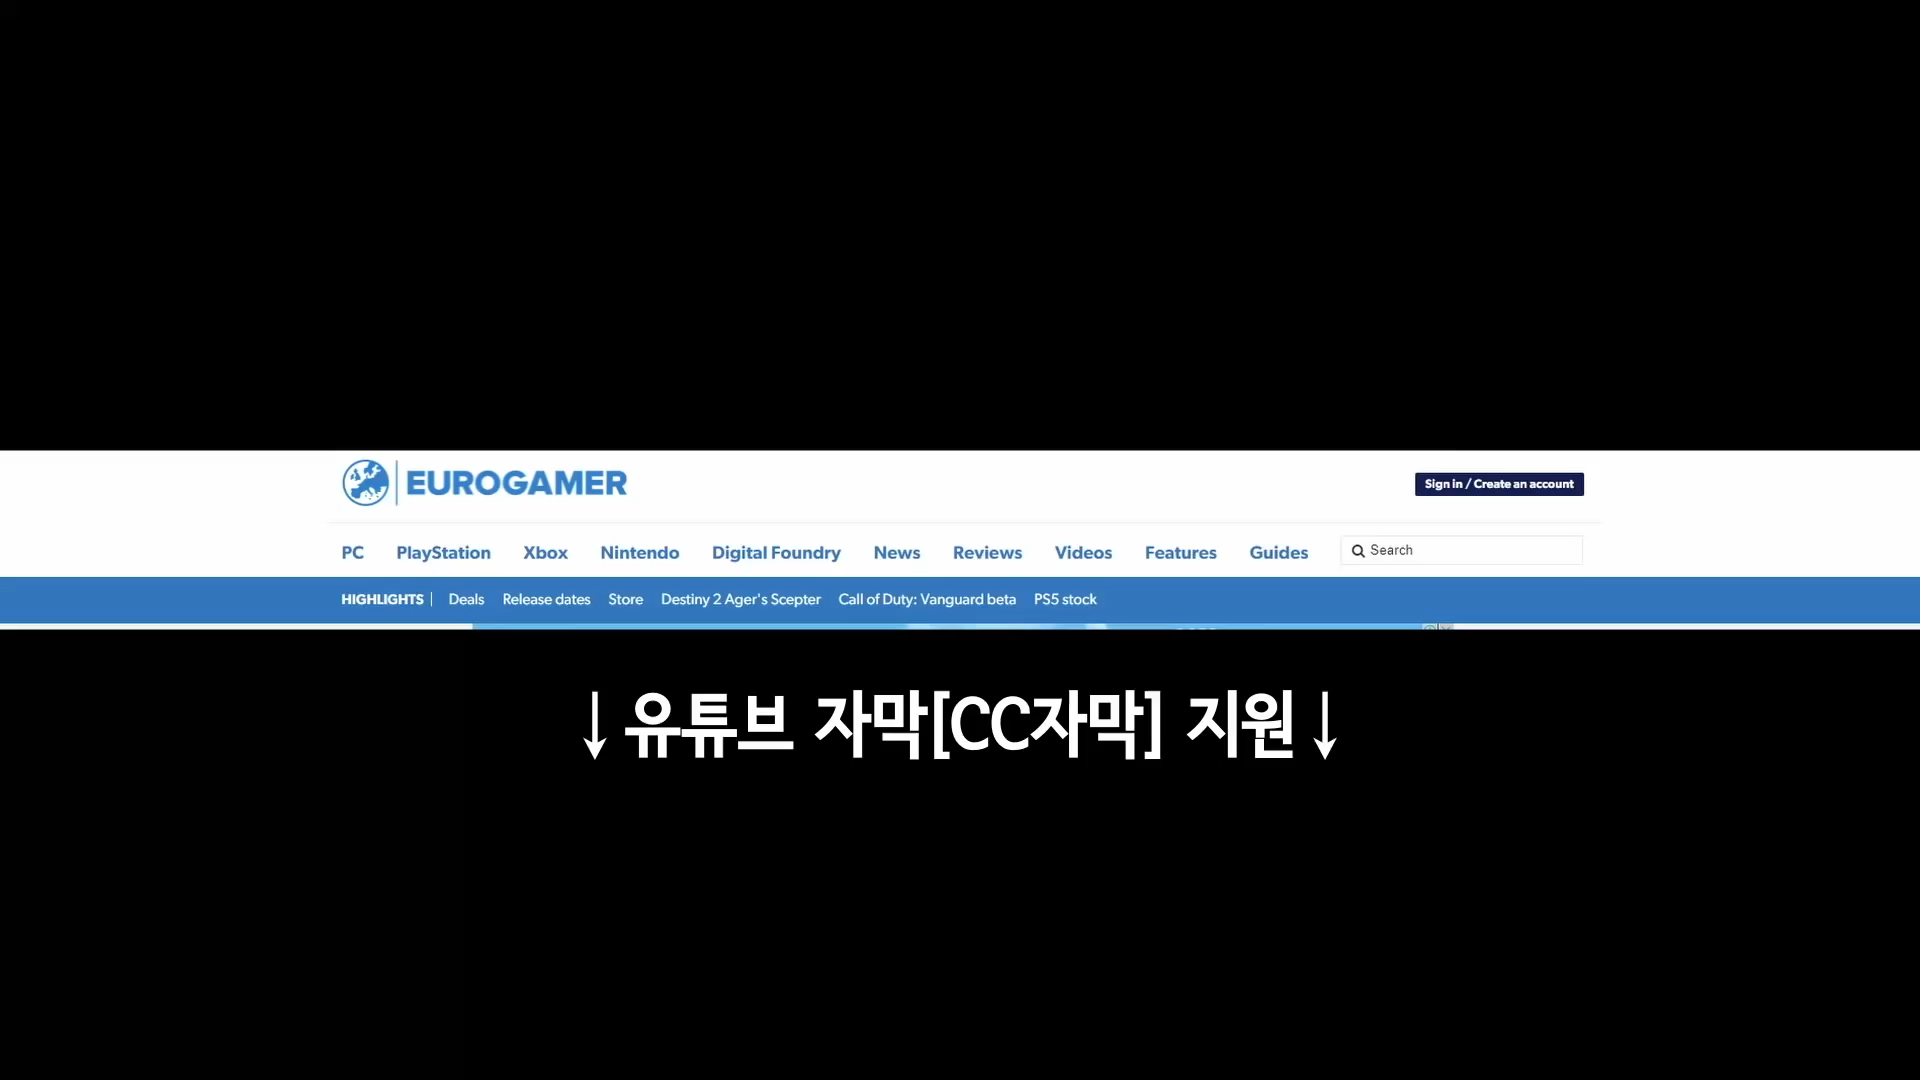 EUROGAMER
Sign in / Create an account
PC PlayStation Xbox Nintendo Digital Foundry News Reviews Videos Features Guides Search
HIGHLIGHTS | Deals Release dates Store Destiny 2 Ager's Scepter Call of Duty: Vanguard beta PS5 stock
↓유튜브 자막[CC자막] 지원↓